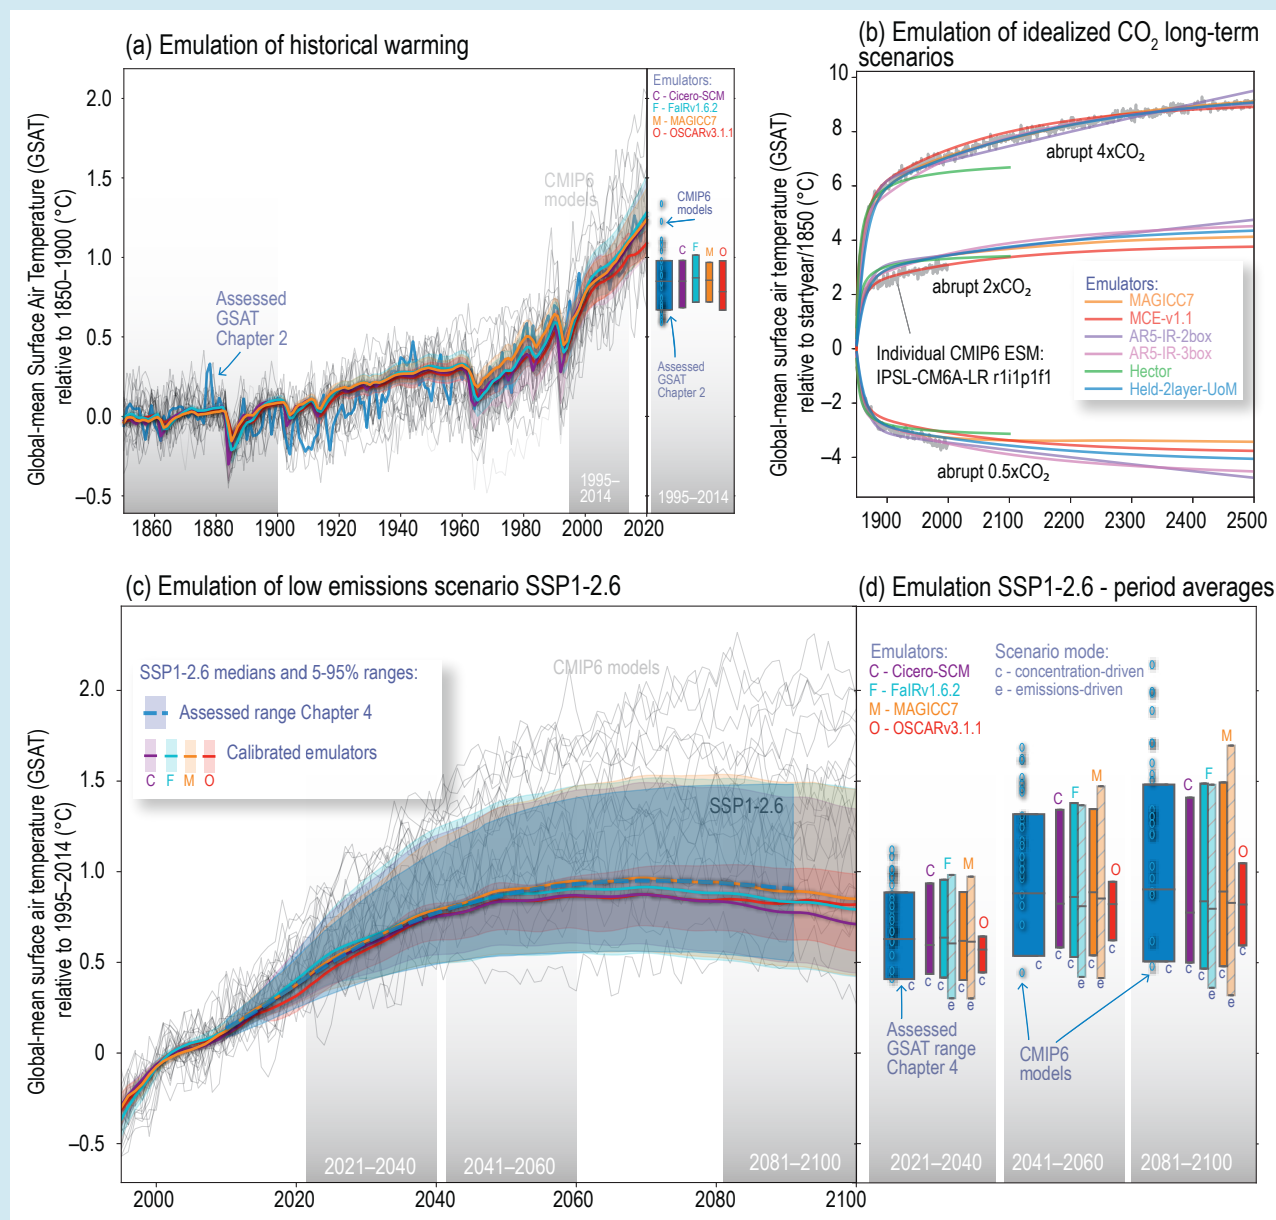 (a) Emulation of historical warming
Global-mean Surface Air Temperature (GSAT)
relative to 1850–1900 (°C)
2.0
1.5
1.0
0.5
0.0
–0.5
1860
1880
1900
1920
1940
1960
1980
2000
2020
Assessed
GSAT
Chapter 2
CMIP6
models
1995–
2014
Emulators:
C - Cicero-SCM
F - FaIRv1.6.2
M - MAGICC7
O - OSCARv3.1.1
CMIP6
models
C F M O
Assessed
GSAT
Chapter 2
1995–2014
(b) Emulation of idealized CO₂ long-term
scenarios
Global-mean surface air temperature (GSAT)
relative to startyear/1850 (°C)
10
8
6
4
2
0
–2
–4
1900
2000
2100
2200
2300
2400
2500
abrupt 4xCO₂
abrupt 2xCO₂
Individual CMIP6 ESM:
IPSL-CM6A-LR r1i1p1f1
abrupt 0.5xCO₂
Emulators:
MAGICC7
MCE-v1.1
AR5-IR-2box
AR5-IR-3box
Hector
Held-2layer-UoM
(c) Emulation of low emissions scenario SSP1-2.6
Global-mean surface air temperature (GSAT)
relative to 1995–2014 (°C)
2.0
1.5
1.0
0.5
0
–0.5
2000
2020
2040
2060
2080
2100
SSP1-2.6 medians and 5-95% ranges:
Assessed range Chapter 4
Calibrated emulators
C F M O
CMIP6 models
SSP1-2.6
2021–2040
2041–2060
2081–2100
(d) Emulation SSP1-2.6 - period averages
Emulators:
C - Cicero-SCM
F - FaIRv1.6.2
M - MAGICC7
O - OSCARv3.1.1
Scenario mode:
c - concentration-driven
e - emissions-driven
C F M O
c c c e c e c
C F M O
c c c e c e c
C F M O
c c c e c e c
Assessed
GSAT range
Chapter 4
CMIP6
models
2021–2040
2041–2060
2081–2100